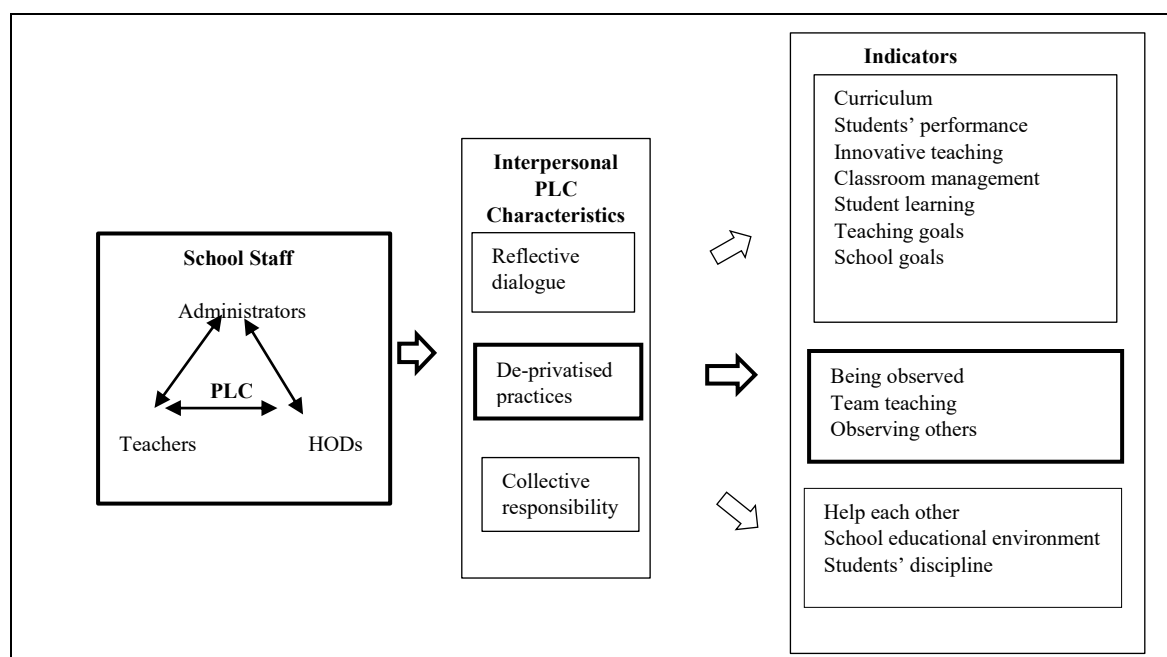 School Staff
Administrators
PLC
Teachers HODs
Interpersonal
PLC
Characteristics
Reflective
dialogue
De-privatised
practices
Collective
responsibility
Indicators
Curriculum
Students’ performance
Innovative teaching
Classroom management
Student learning
Teaching goals
School goals
Being observed
Team teaching
Observing others
Help each other
School educational environment
Students’ discipline